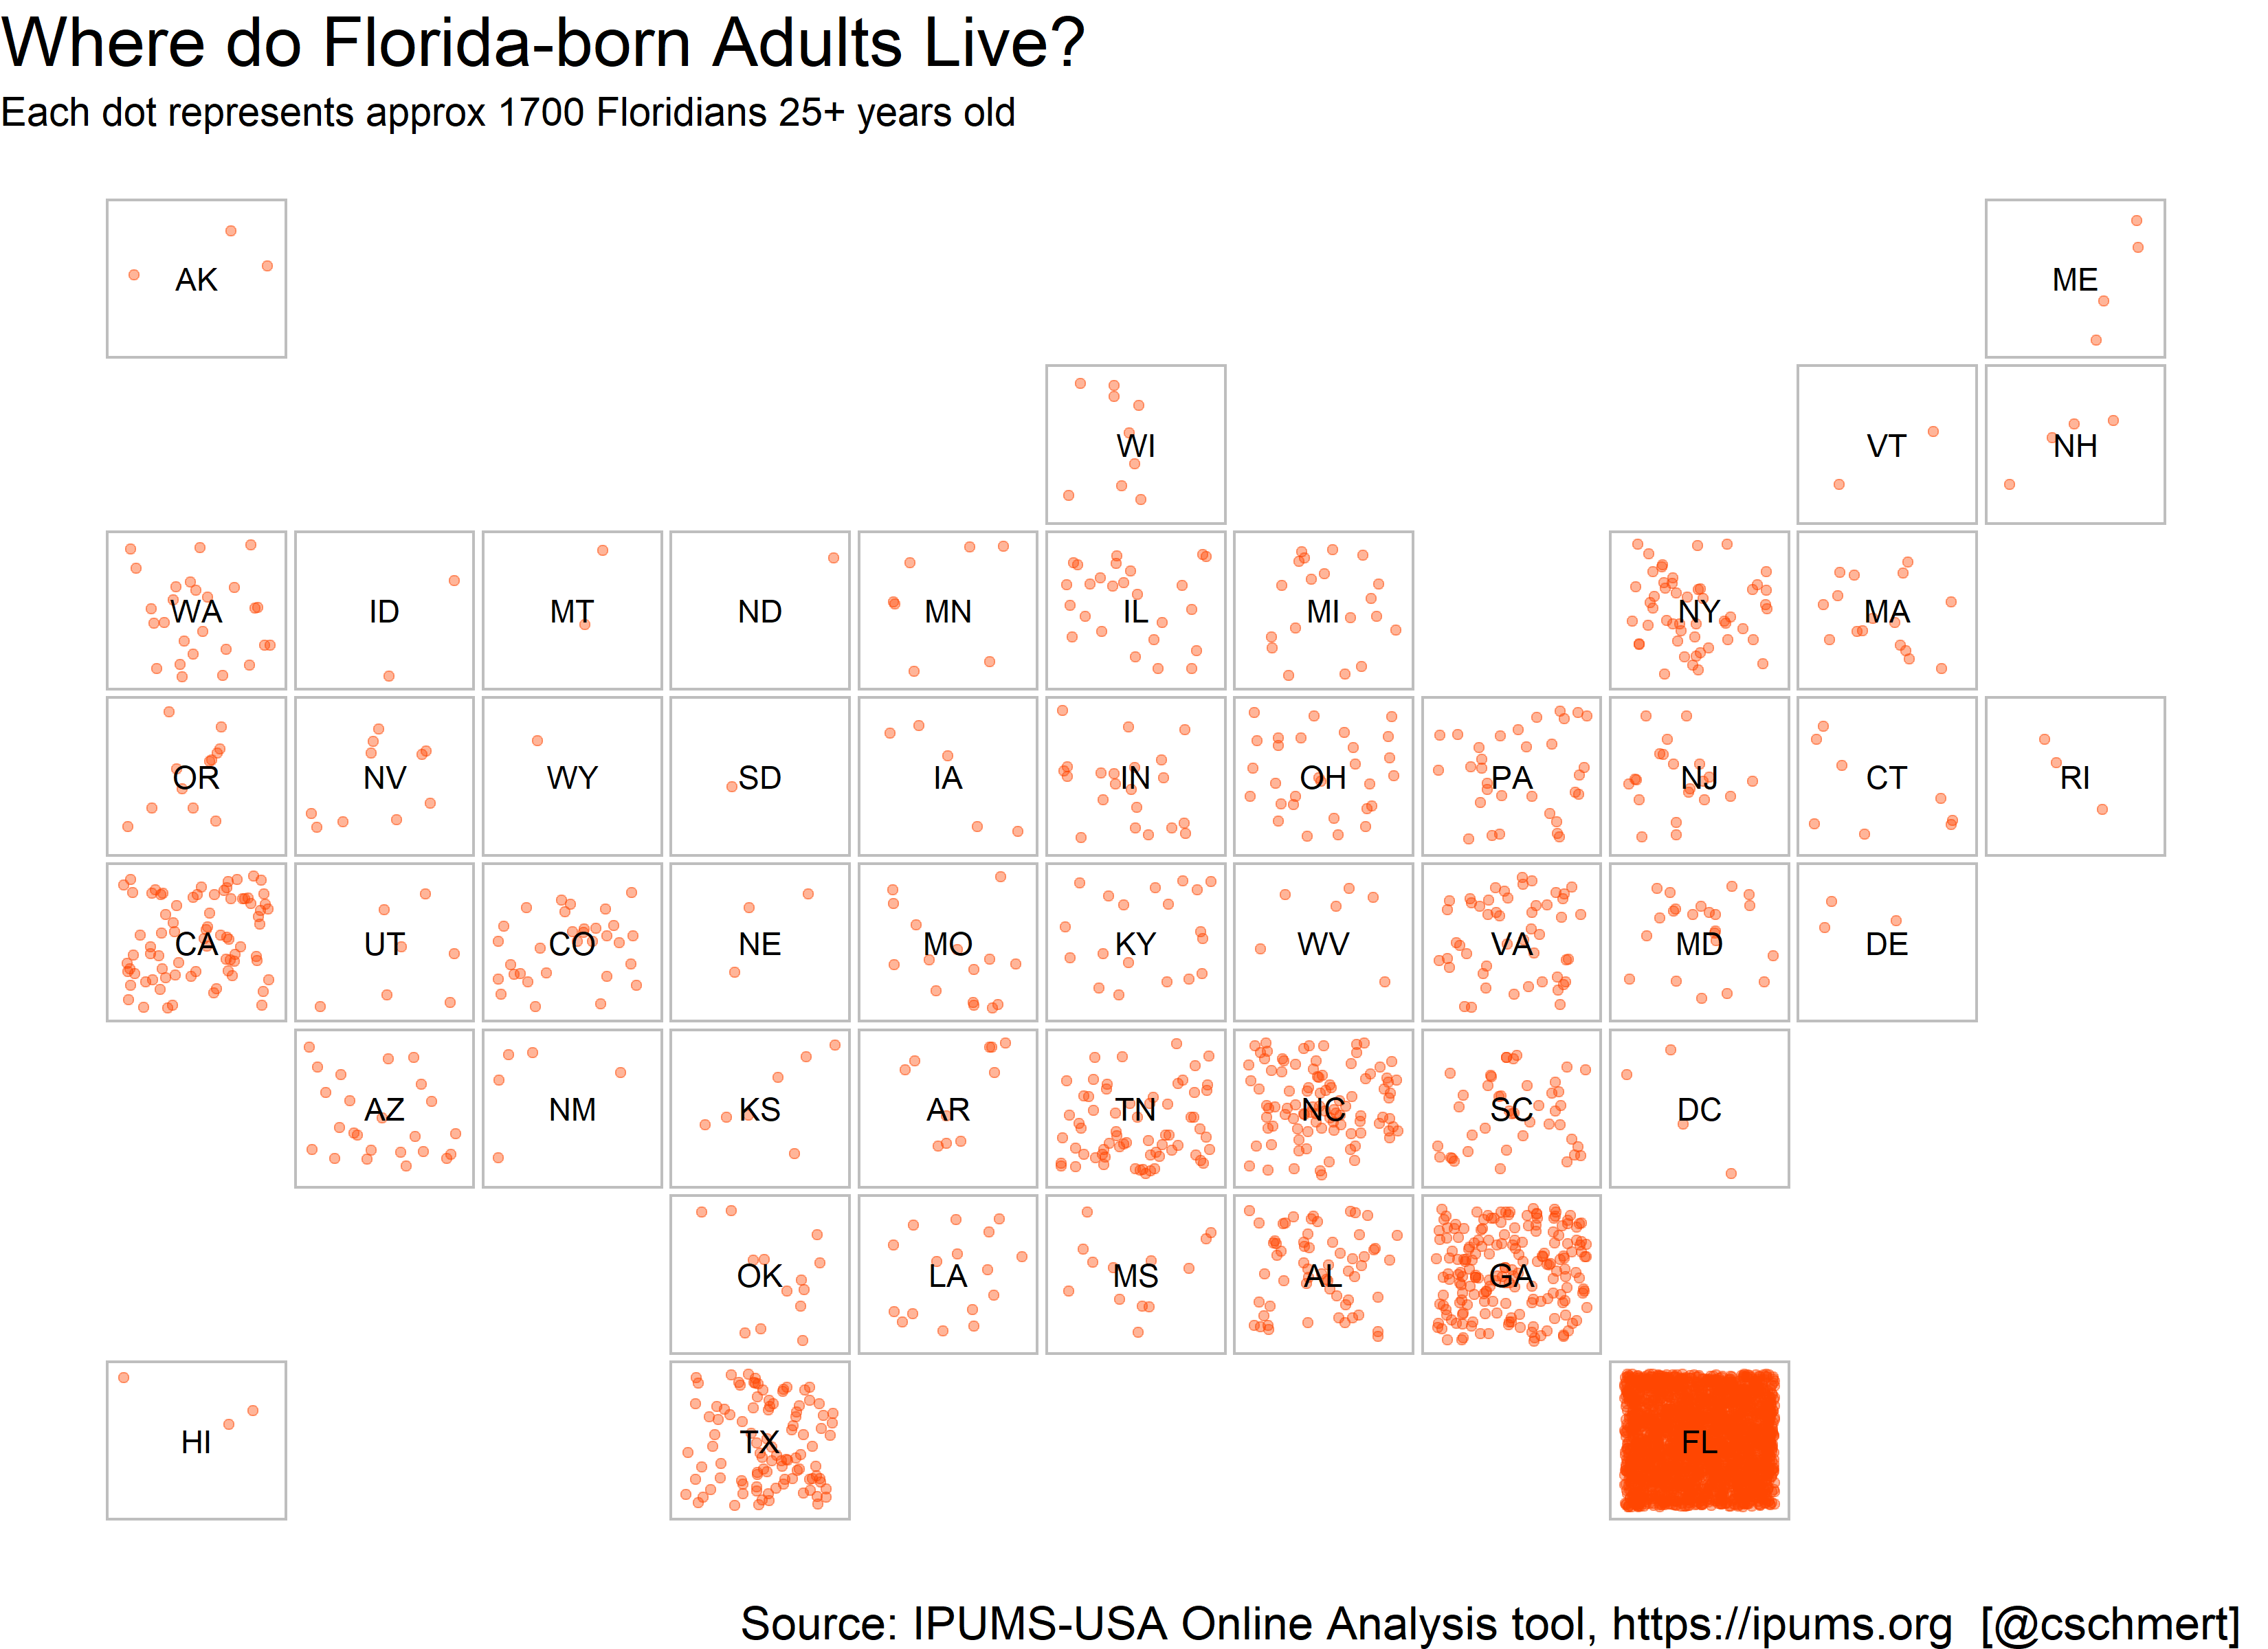 Where do Florida-born Adults Live?
Each dot represents approx 1700 Floridians 25+ years old
AK ME
WI VT NH
WA ID MT ND MN IL MI NY MA
OR NV WY SD IA IN OH PA NJ CT RI
CA UT CO NE MO KY WV VA MD DE
AZ NM KS AR TN NC SC DC
OK LA MS AL GA
HI TX FL
Source: IPUMS-USA Online Analysis tool, https://ipums.org [@cschmert]